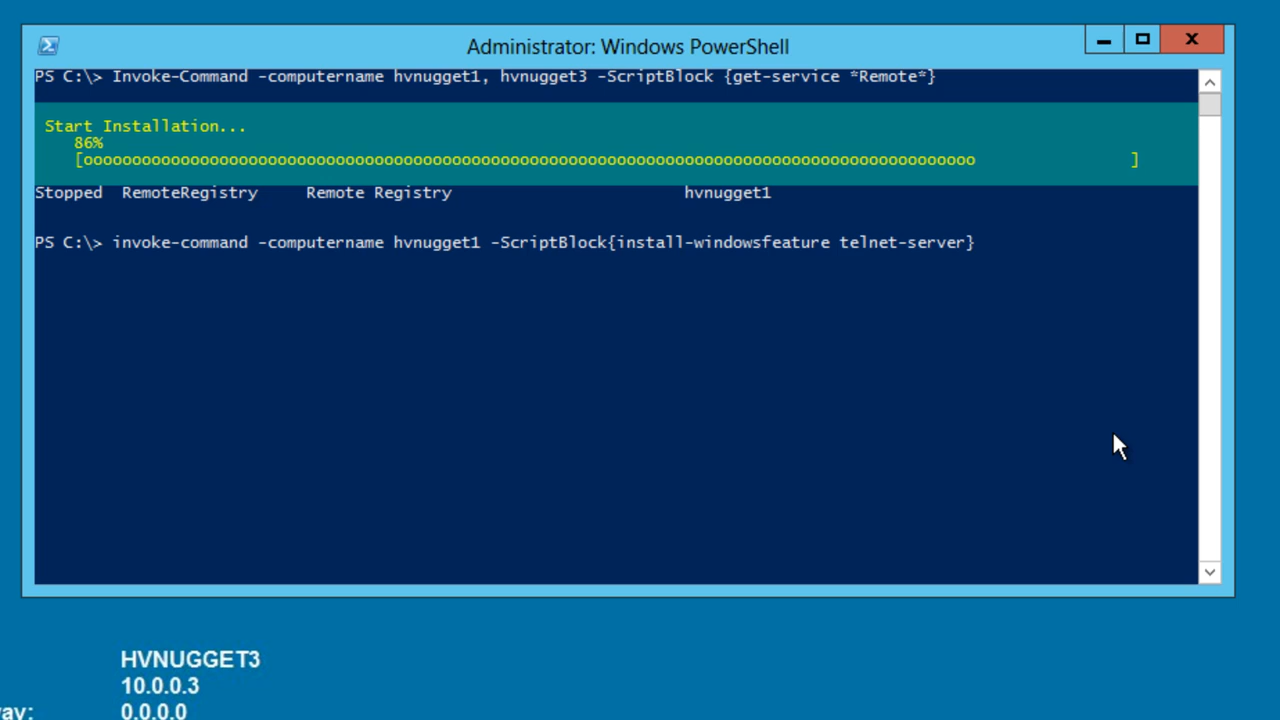 Administrator: Windows PowerShell
PS C:\> Invoke-Command -computername hvnugget1, hvnugget3 -ScriptBlock {get-service *Remote*}
Start Installation...
86%
[oooooooooooooooooooooooooooooooooooooooooooooooooooooooooooooooooooooooooooooooooooooooooooo ]
Stopped RemoteRegistry Remote Registry hvnugget1
PS C:\> invoke-command -computername hvnugget1 -ScriptBlock{install-windowsfeature telnet-server}
HVNUGGET3
10.0.0.3
0.0.0.0